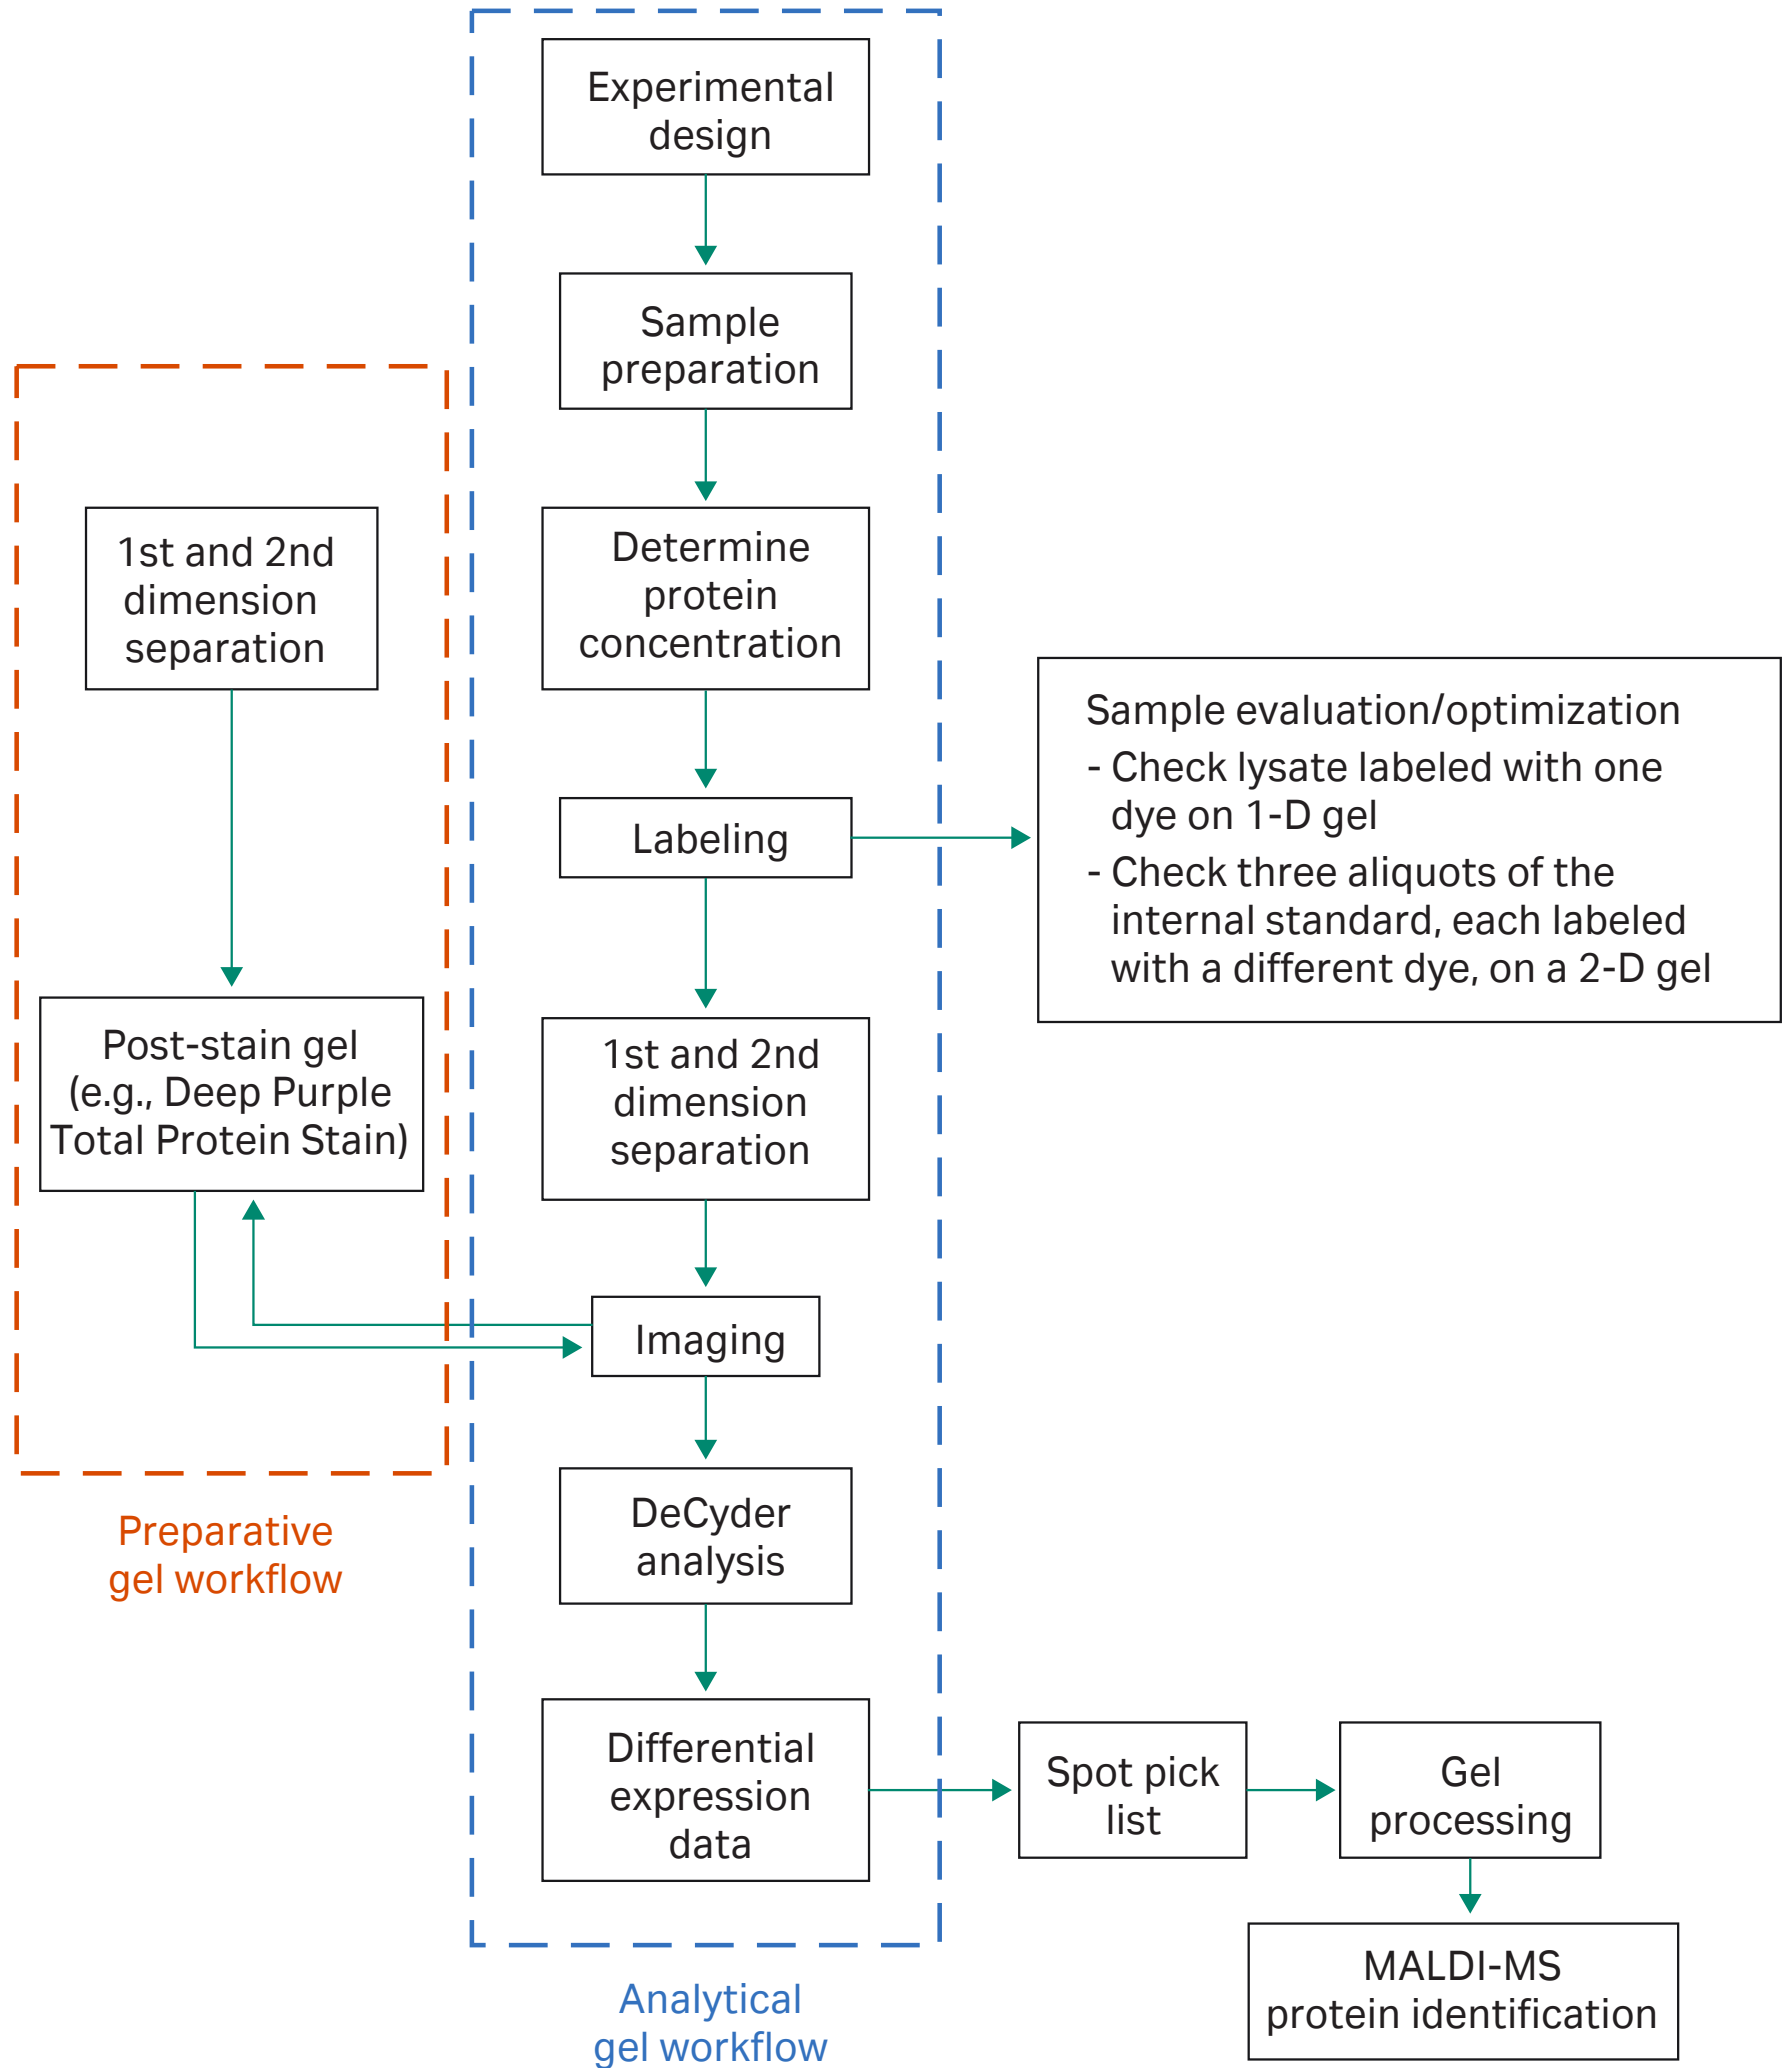 Experimental
design
Sample
preparation
1st and 2nd
dimension
separation
Determine
protein
concentration
Sample evaluation/optimization
- Check lysate labeled with one
dye on 1-D gel
- Check three aliquots of the
internal standard, each labeled
with a different dye, on a 2-D gel
Labeling
Post-stain gel
(e.g., Deep Purple
Total Protein Stain)
1st and 2nd
dimension
separation
Imaging
DeCyder
analysis
Preparative
gel workflow
Differential
expression
data
Spot pick
list
Gel
processing
MALDI-MS
protein identification
Analytical
gel workflow